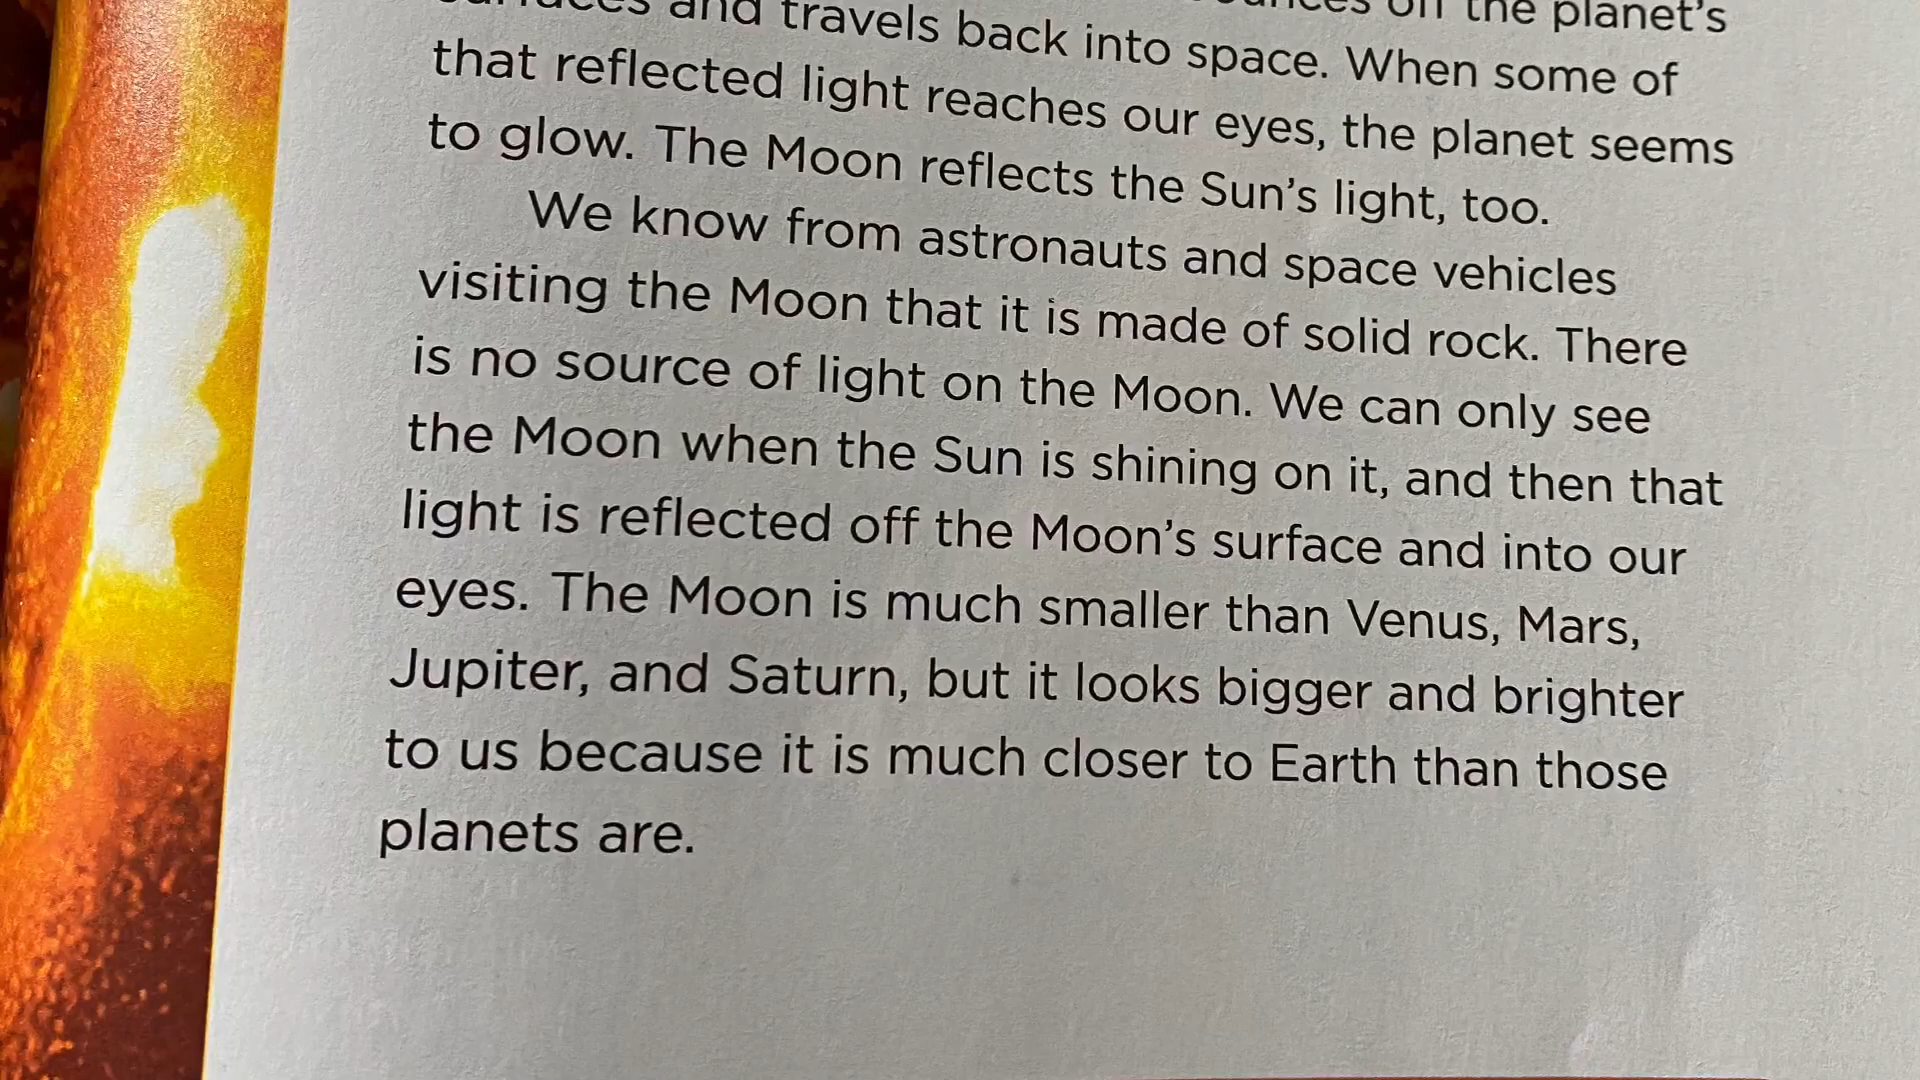 and travels back into space. When some of
that reflected light reaches our eyes, the planet seems
to glow. The Moon reflects the Sun's light, too.
We know from astronauts and space vehicles
visiting the Moon that it is made of solid rock. There
is no source of light on the Moon. We can only see
the Moon when the Sun is shining on it, and then that
light is reflected off the Moon's surface and into our
eyes. The Moon is much smaller than Venus, Mars,
Jupiter, and Saturn, but it looks bigger and brighter
to us because it is much closer to Earth than those
planets are.